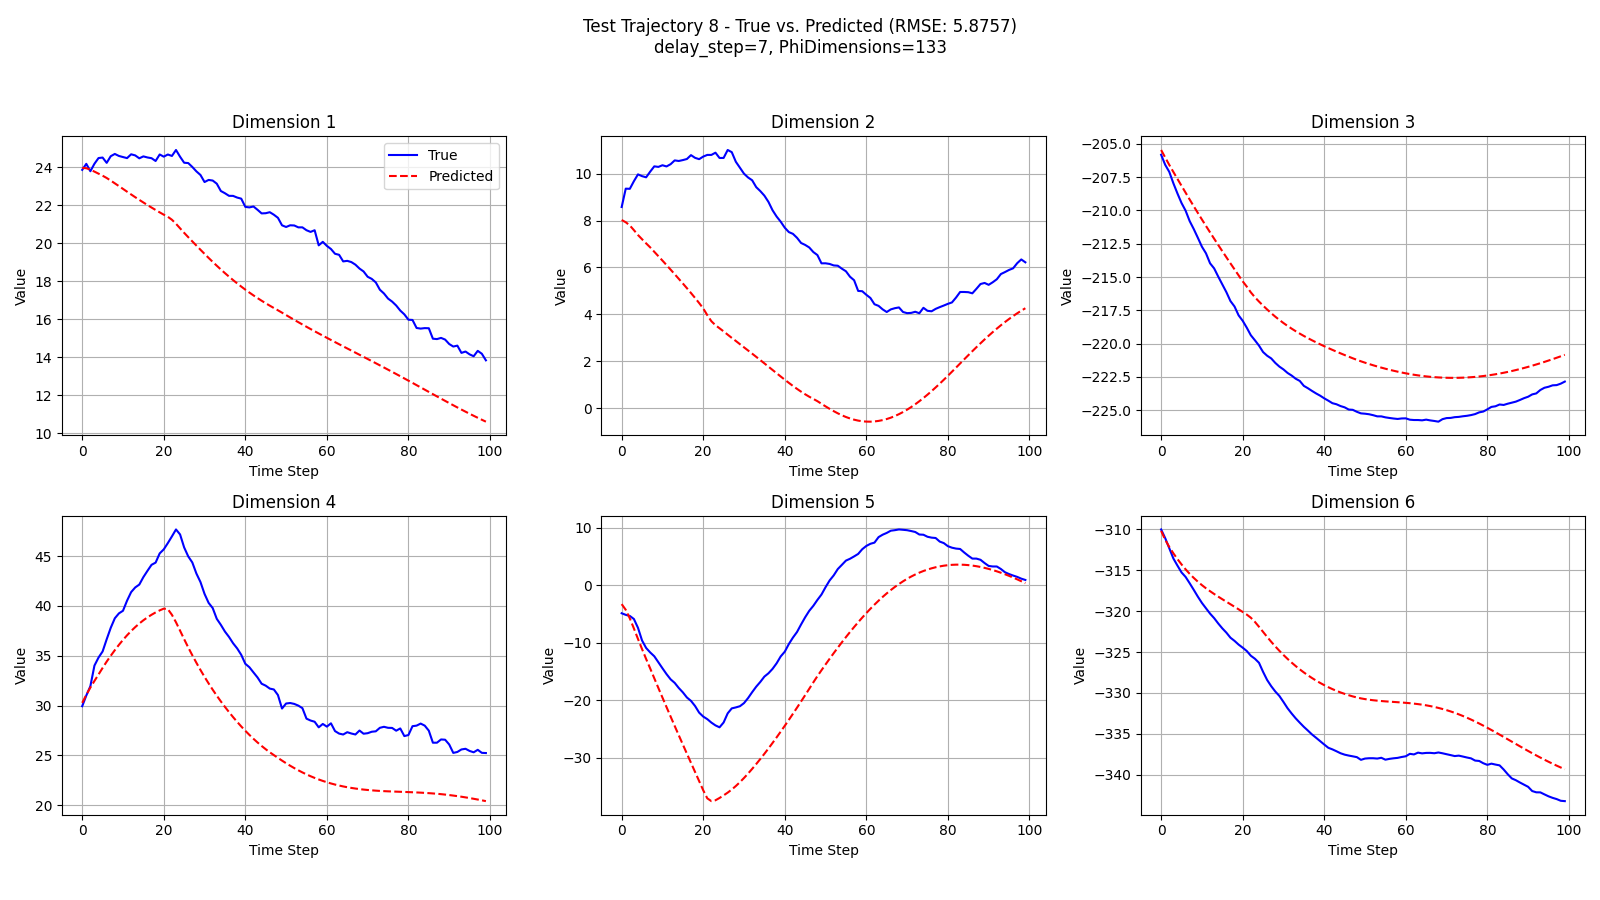 Test Trajectory 8 - True vs. Predicted (RMSE: 5.8757)
delay_step=7, PhiDimensions=133
Dimension 1
Value
24
22
20
18
16
14
12
10
0 20 40 60 80 100
Time Step
True
Predicted
Dimension 2
Value
10
8
6
4
2
0
0 20 40 60 80 100
Time Step
Dimension 3
Value
−205.0
−207.5
−210.0
−212.5
−215.0
−217.5
−220.0
−222.5
−225.0
0 20 40 60 80 100
Time Step
Dimension 4
Value
45
40
35
30
25
20
0 20 40 60 80 100
Time Step
Dimension 5
Value
10
0
−10
−20
−30
0 20 40 60 80 100
Time Step
Dimension 6
Value
−310
−315
−320
−325
−330
−335
−340
0 20 40 60 80 100
Time Step